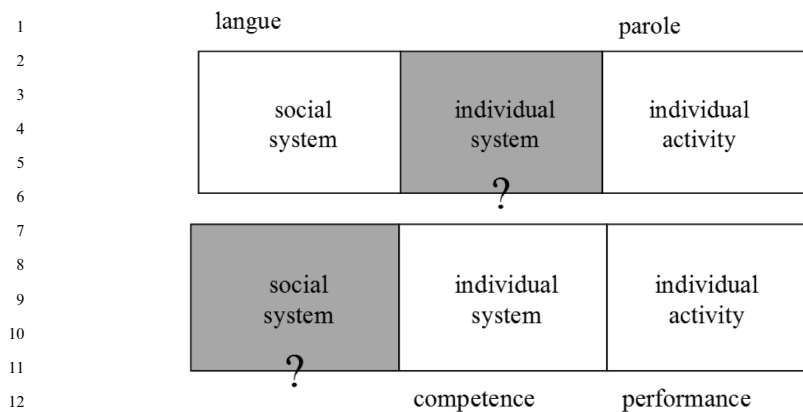 1 langue parole
2
3 social individual individual
4 system system activity
5
6 ?
7
8 social individual individual
9 system system activity
10
11 ?
12 competence performance